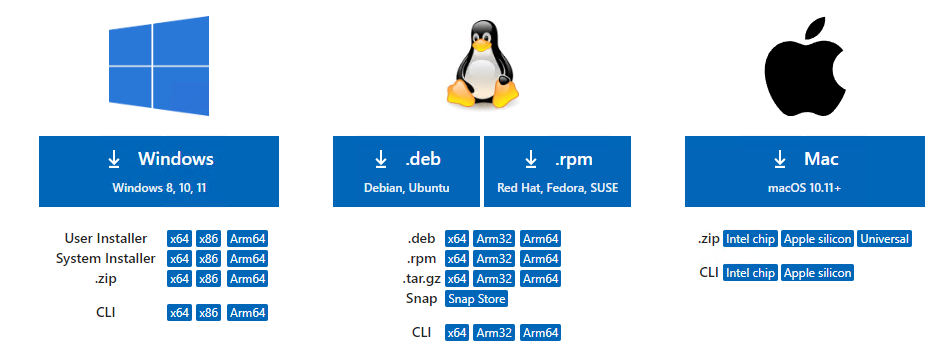 Windows
Windows 8, 10, 11
User Installer x64 x86 Arm64
System Installer x64 x86 Arm64
.zip x64 x86 Arm64
CLI x64 x86 Arm64
.deb
Debian, Ubuntu
.rpm
Red Hat, Fedora, SUSE
.deb x64 Arm32 Arm64
.rpm x64 Arm32 Arm64
.tar.gz x64 Arm32 Arm64
Snap Snap Store
CLI x64 Arm32 Arm64
Mac
macOS 10.11+
.zip Intel chip Apple silicon Universal
CLI Intel chip Apple silicon